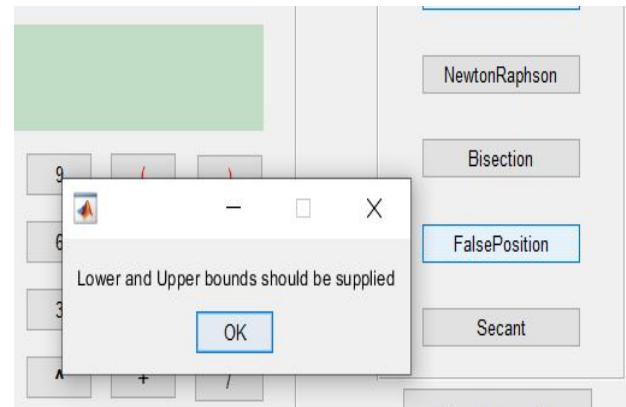 NewtonRaphson
9 ( )
Bisection
6
FalsePosition
Lower and Upper bounds should be supplied
3
OK
Secant
^ + /